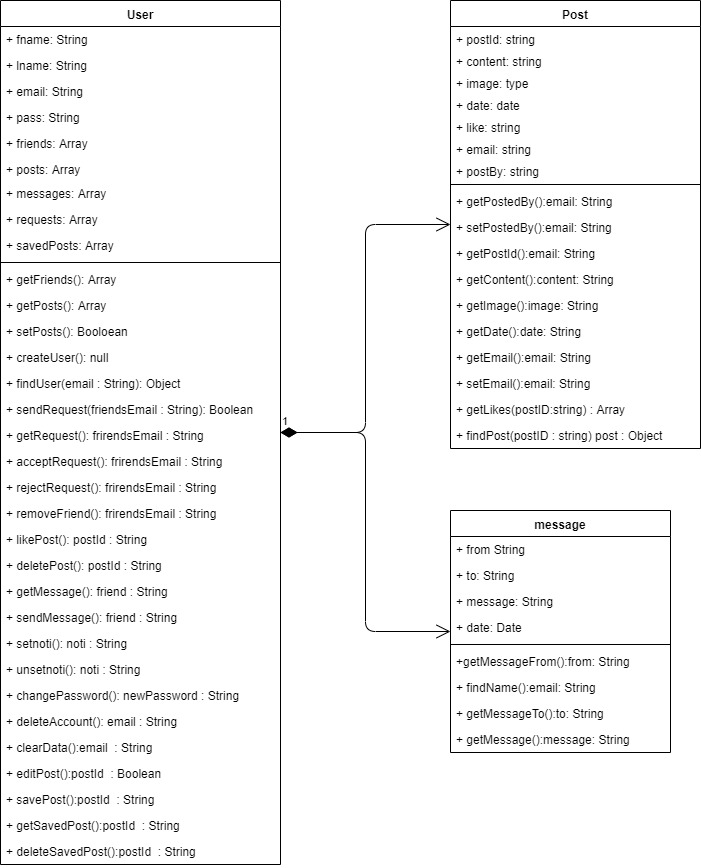 User
+ fname: String
+ lname: String
+ email: String
+ pass: String
+ friends: Array
+ posts: Array
+ messages: Array
+ requests: Array
+ savedPosts: Array
+ getFriends(): Array
+ getPosts(): Array
+ setPosts(): Booloean
+ createUser(): null
+ findUser(email : String): Object
+ sendRequest(friendsEmail : String): Boolean
+ getRequest(): frirendsEmail : String
+ acceptRequest(): frirendsEmail : String
+ rejectRequest(): frirendsEmail : String
+ removeFriend(): frirendsEmail : String
+ likePost(): postId : String
+ deletePost(): postId : String
+ getMessage(): friend : String
+ sendMessage(): friend : String
+ setnoti(): noti : String
+ unsetnoti(): noti : String
+ changePassword(): newPassword : String
+ deleteAccount(): email : String
+ clearData():email : String
+ editPost():postId : Boolean
+ savePost():postId : String
+ getSavedPost():postId : String
+ deleteSavedPost():postId : String
1
Post
+ postId: string
+ content: string
+ image: type
+ date: date
+ like: string
+ email: string
+ postBy: string
+ getPostedBy():email: String
+ setPostedBy():email: String
+ getPostId():email: String
+ getContent():content: String
+ getImage():image: String
+ getDate():date: String
+ getEmail():email: String
+ setEmail():email: String
+ getLikes(postID:string) : Array
+ findPost(postID : string) post : Object
message
+ from String
+ to: String
+ message: String
+ date: Date
+getMessageFrom():from: String
+ findName():email: String
+ getMessageTo():to: String
+ getMessage():message: String